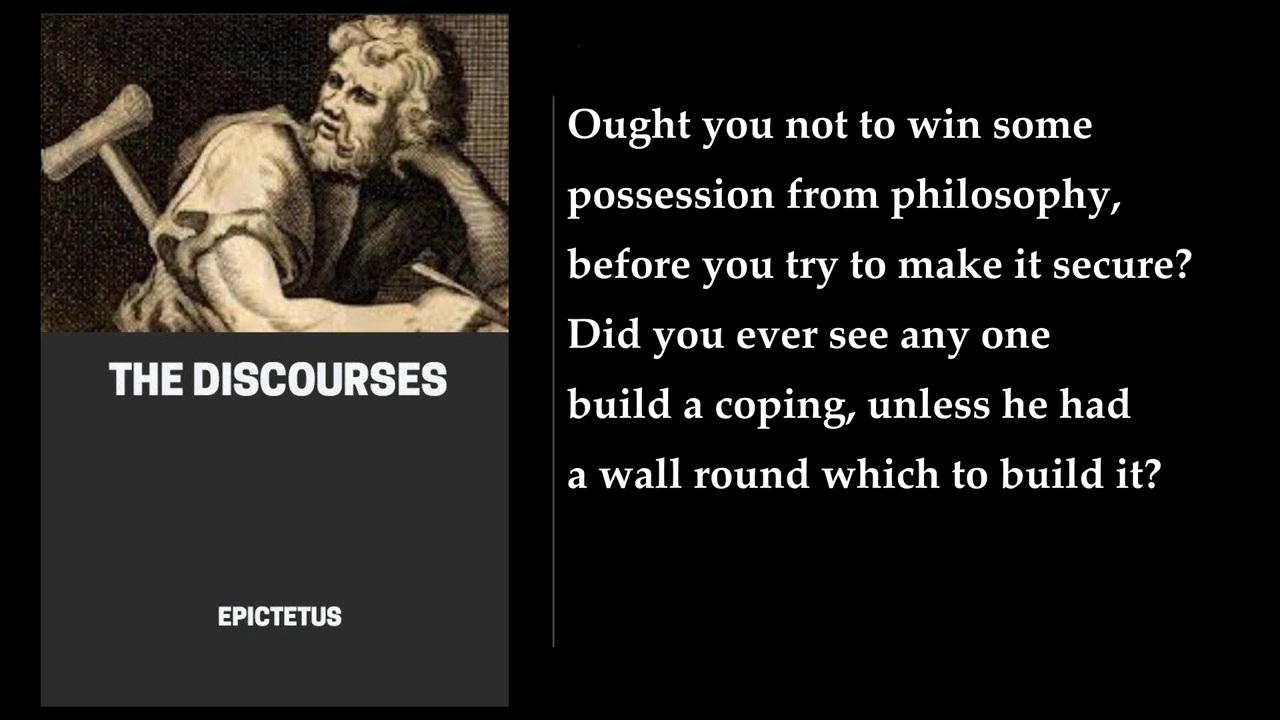 THE DISCOURSES
EPICTETUS
Ought you not to win some
possession from philosophy,
before you try to make it secure?
Did you ever see any one
build a coping, unless he had
a wall round which to build it?